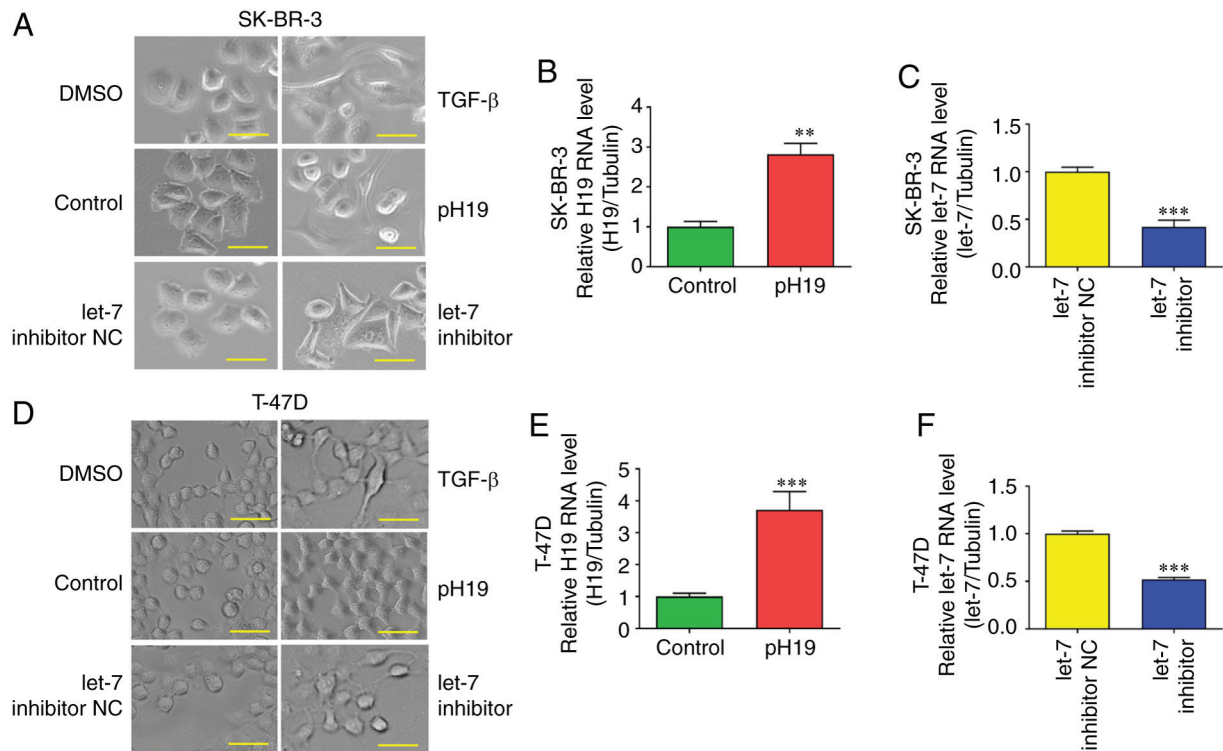 A
SK-BR-3
DMSO
TGF-β
Control
pH19
let-7
inhibitor NC
let-7
inhibitor
B
SK-BR-3
Relative H19 RNA level
(H19/Tubulin)
4
3
2
1
0
**
Control
pH19
C
SK-BR-3
Relative let-7 RNA level
(let-7/Tubulin)
1.5
1.0
0.5
0.0
***
let-7
inhibitor NC
let-7
inhibitor
D
T-47D
DMSO
TGF-β
Control
pH19
let-7
inhibitor NC
let-7
inhibitor
E
T-47D
Relative H19 RNA level
(H19/Tubulin)
5
4
3
2
1
0
***
Control
pH19
F
T-47D
Relative let-7 RNA level
(let-7/Tubulin)
1.5
1.0
0.5
0.0
***
let-7
inhibitor NC
let-7
inhibitor